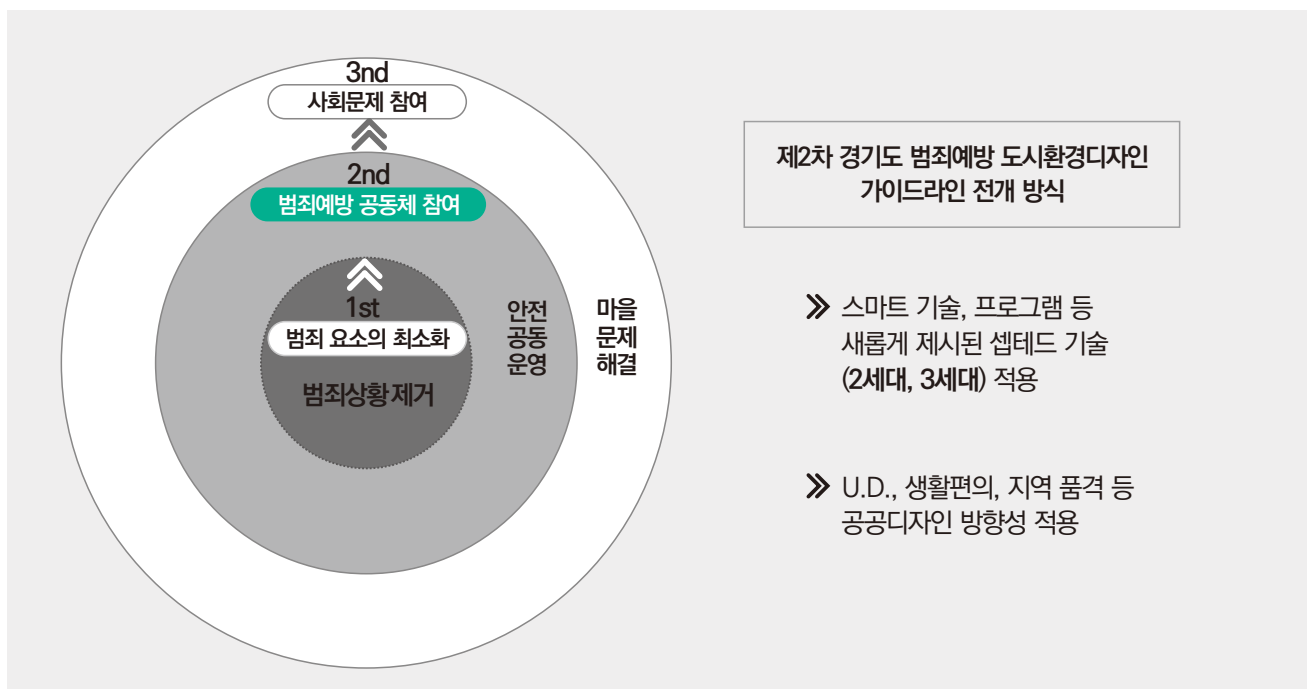 3nd
사회문제 참여
2nd
범죄예방 공동체 참여
1st
범죄 요소의 최소화
범죄상황 제거
안전
공동
운영
마을
문제
해결
제2차 경기도 범죄예방 도시환경디자인
가이드라인 전개 방식
스마트 기술, 프로그램 등
새롭게 제시된 셉테드 기술
(2세대, 3세대) 적용
U.D., 생활편의, 지역 품격 등
공공디자인 방향성 적용